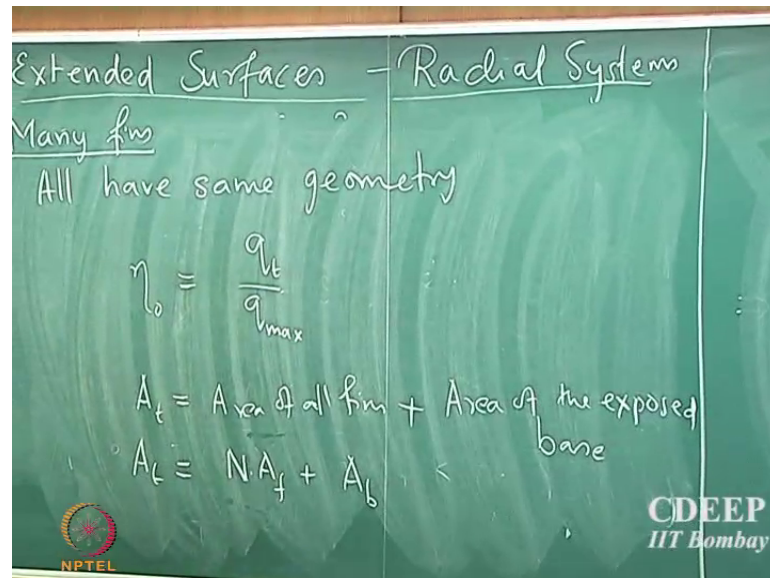 Extended Surfaces - Radial Systems
Many fins
All have same geometry
η₀ ≡ q_t / q_max
A_t = Area of all fins + Area of the exposed base
A_t ≡ N.A_f + A_b
NPTEL
CDEEP
IIT Bombay